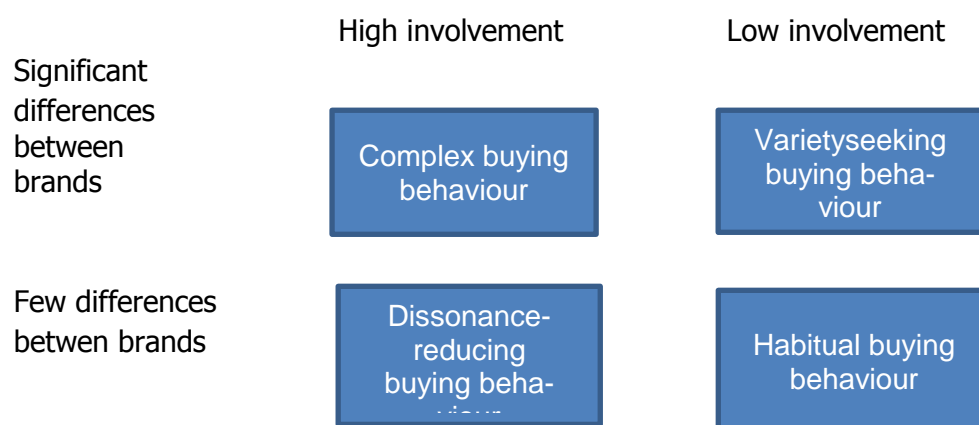 High involvement
Low involvement
Significant
differences
between
brands
Complex buying
behaviour
Varietyseeking
buying beha-
viour
Few differences
betwen brands
Dissonance-
reducing
buying beha-
Habitual buying
behaviour